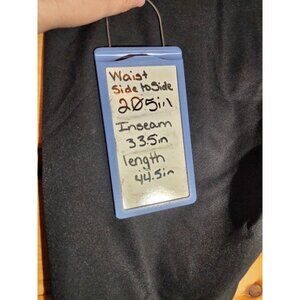 Waist
Side to Side
20.5in
Inseam
33.5in
length
44.5in